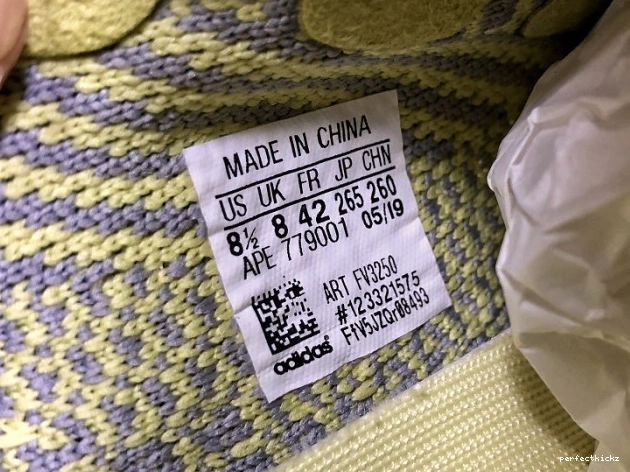 MADE IN CHINA
US UK FR JP CHN
8½ 8 42 265 260
APE 779001 05/19
ART FV3250
#123321575
FfV5JZQr08493
adidas
perfectkickz